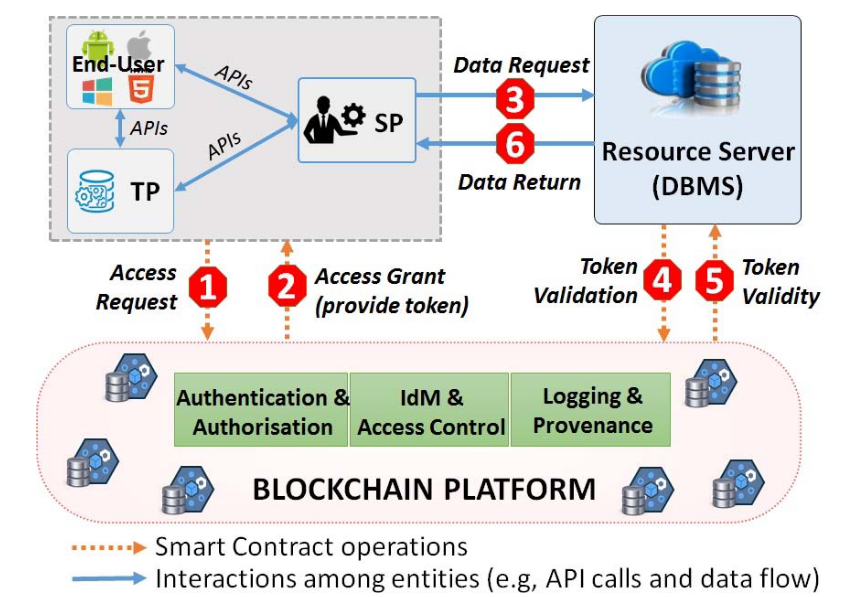 End-User
APIs
APIs
APIs
TP
SP
Data Request
3
6
Data Return
Resource Server
(DBMS)
Access
Request
1
2
Access Grant
(provide token)
Token
Validation
4
5
Token
Validity
Authentication &
Authorisation
IdM &
Access Control
Logging &
Provenance
BLOCKCHAIN PLATFORM
Smart Contract operations
Interactions among entities (e.g, API calls and data flow)